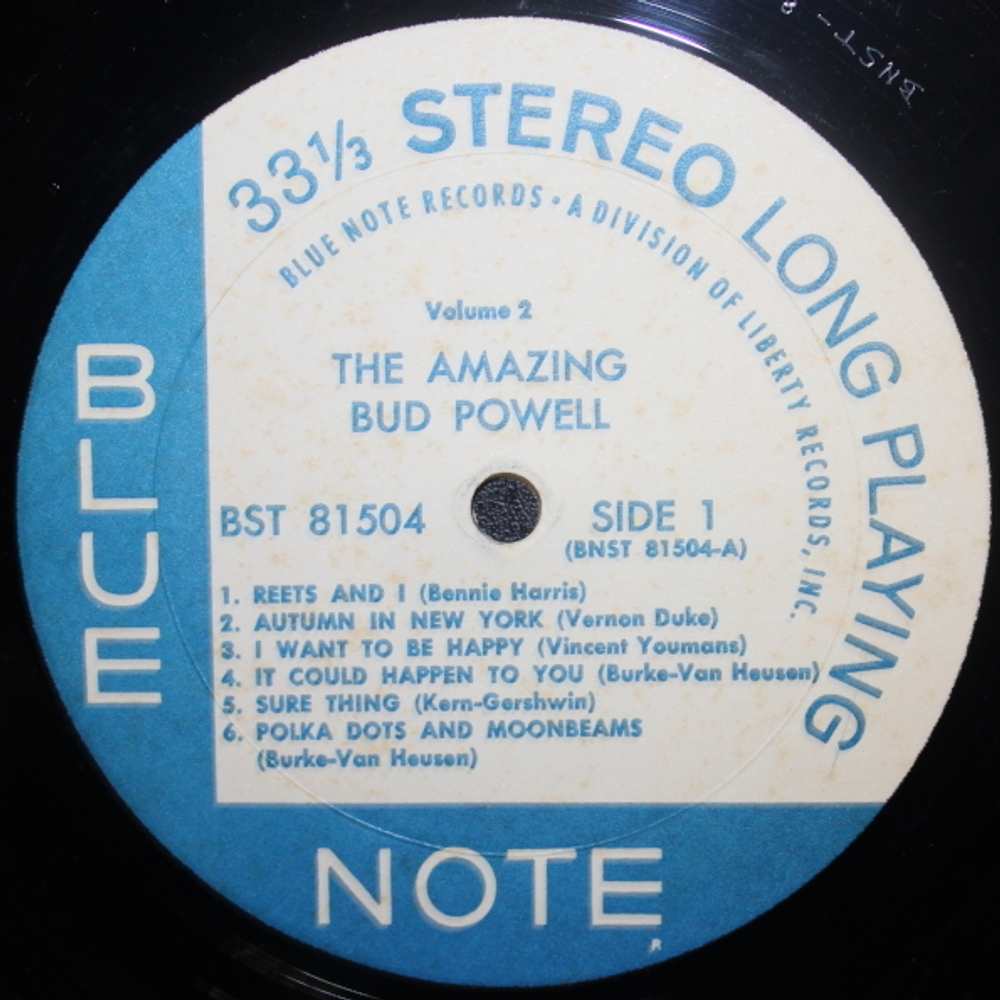 BNST-8
33⅓ STEREO LONG PLAYING
BLUE NOTE RECORDS • A DIVISION OF LIBERTY RECORDS, INC.
Volume 2
THE AMAZING
BUD POWELL
BST 81504
SIDE 1
(BNST 81504-A)
1. REETS AND I (Bennie Harris)
2. AUTUMN IN NEW YORK (Vernon Duke)
3. I WANT TO BE HAPPY (Vincent Youmans)
4. IT COULD HAPPEN TO YOU (Burke-Van Heusen)
5. SURE THING (Kern-Gershwin)
6. POLKA DOTS AND MOONBEAMS
(Burke-Van Heusen)
BLUE
NOTE
R